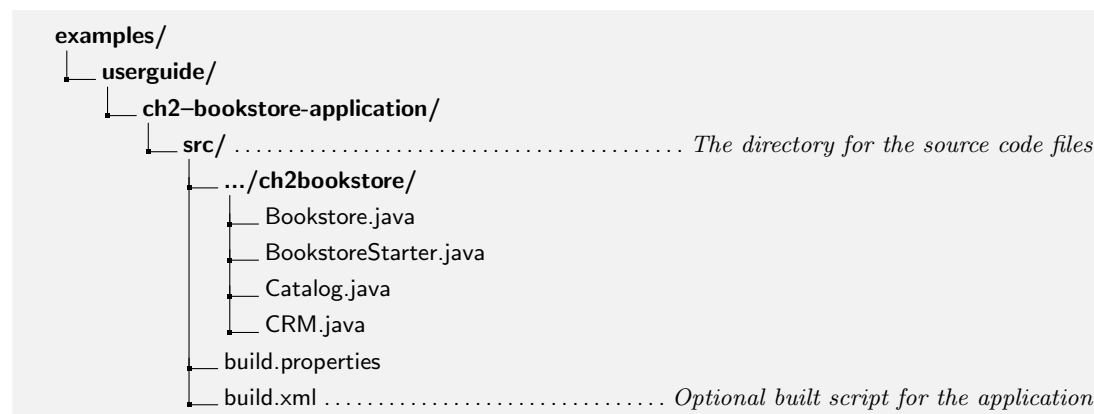 examples/
userguide/
ch2–bookstore-application/
src/ .......................................... The directory for the source code files
.../ch2bookstore/
Bookstore.java
BookstoreStarter.java
Catalog.java
CRM.java
build.properties
build.xml ................................ Optional built script for the application